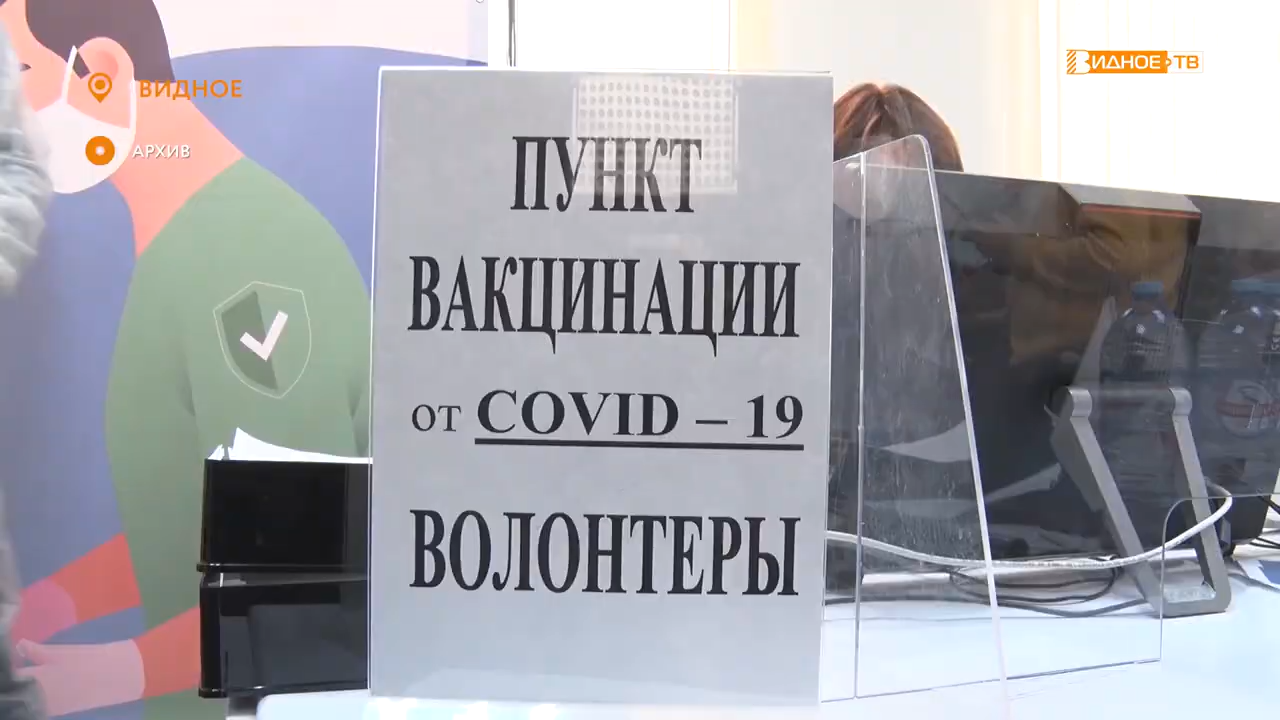 ВИДНОЕ
АРХИВ
ВИДНОЕ ТВ
ПУНКТ
ВАКЦИНАЦИИ
от COVID – 19
ВОЛОНТЕРЫ